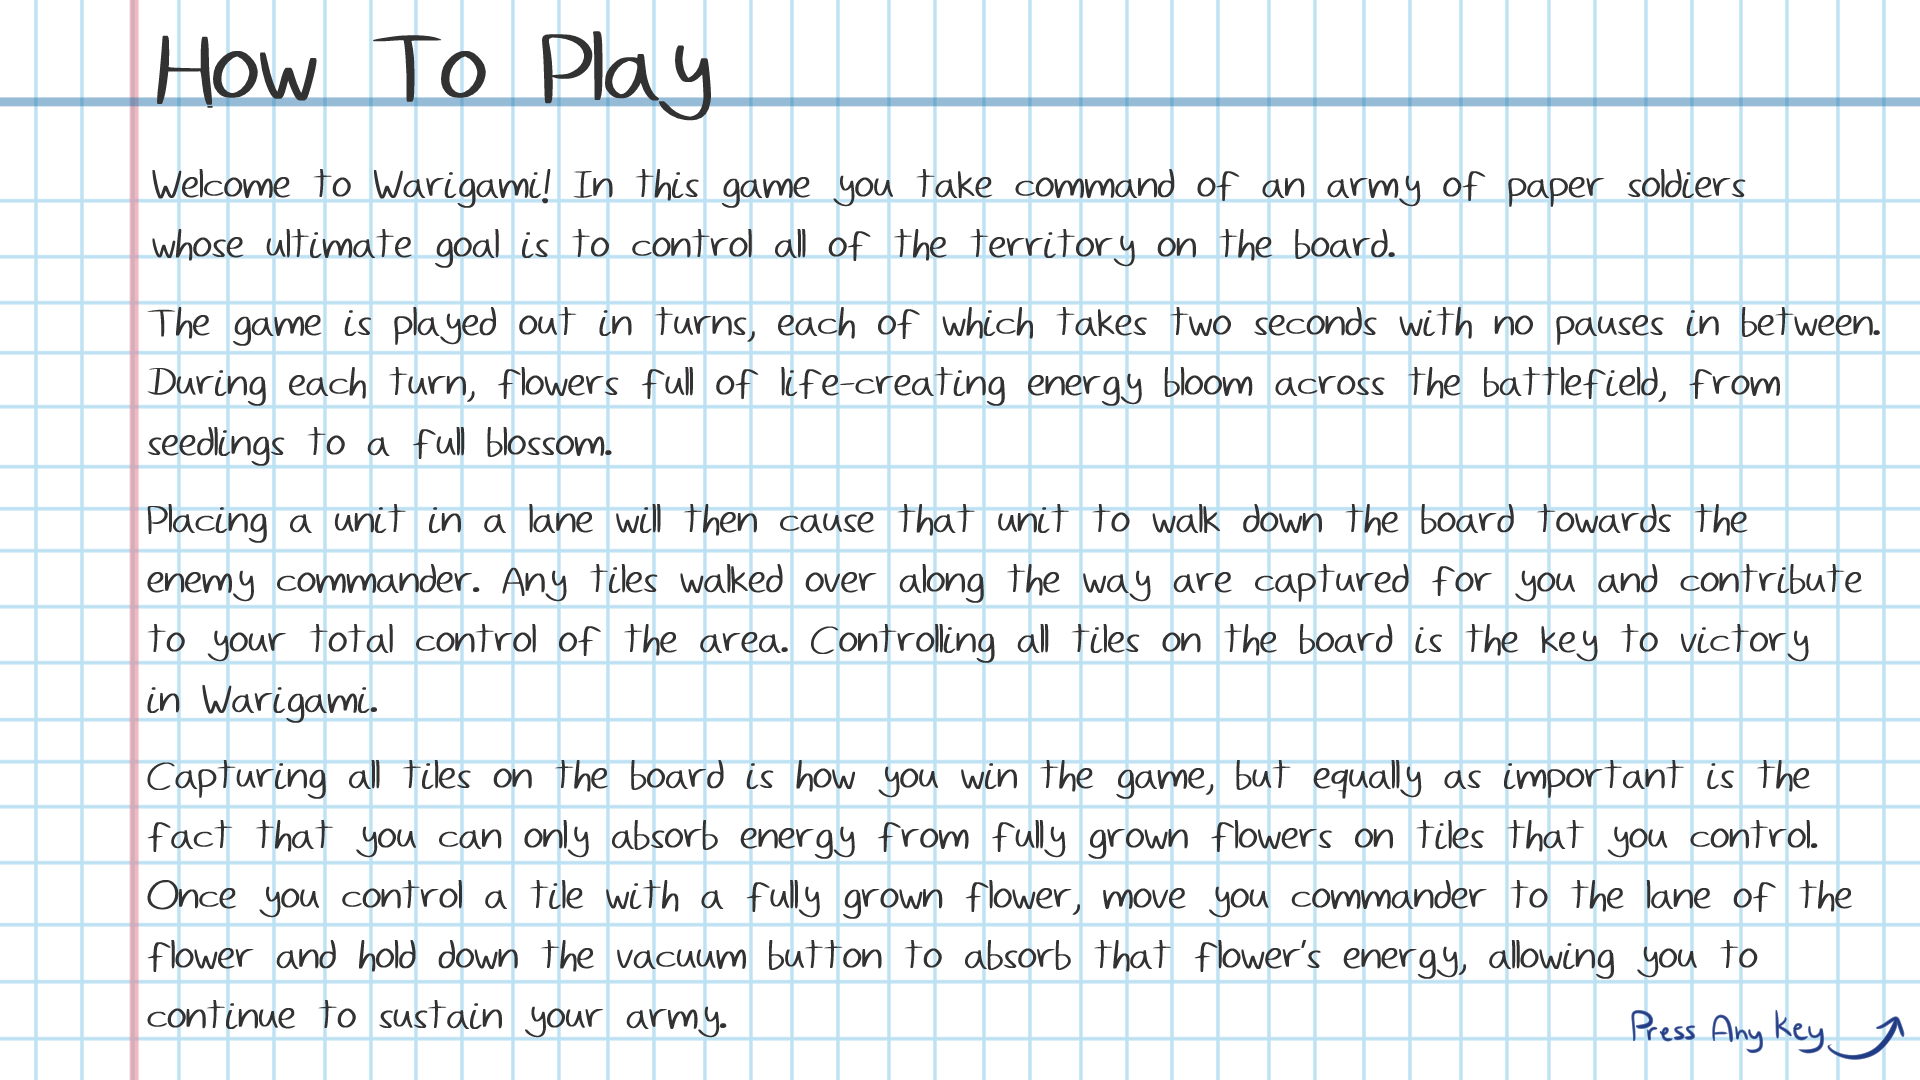 How To Play
Welcome to Warigami! In this game you take command of an army of paper soldiers
whose ultimate goal is to control all of the territory on the board.
The game is played out in turns, each of which takes two seconds with no pauses in between.
During each turn, flowers full of life-creating energy bloom across the battlefield, from
seedlings to a full blossom.
Placing a unit in a lane will then cause that unit to walk down the board towards the
enemy commander. Any tiles walked over along the way are captured for you and contribute
to your total control of the area. Controlling all tiles on the board is the key to victory
in Warigami.
Capturing all tiles on the board is how you win the game, but equally as important is the
fact that you can only absorb energy from fully grown flowers on tiles that you control.
Once you control a tile with a fully grown flower, move you commander to the lane of the
flower and hold down the vacuum button to absorb that flower's energy, allowing you to
continue to sustain your army.
Press Any Key